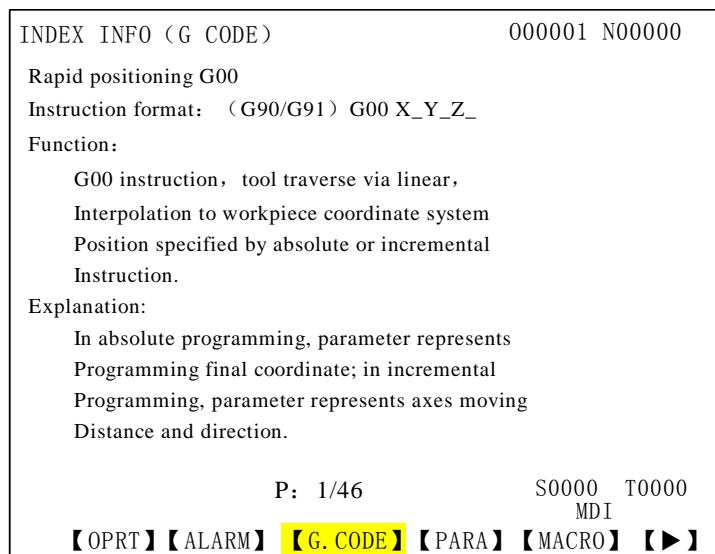 INDEX INFO（G CODE） O00001 N00000
Rapid positioning G00
Instruction format：（G90/G91）G00 X_Y_Z_
Function：
G00 instruction，tool traverse via linear，
Interpolation to workpiece coordinate system
Position specified by absolute or incremental
Instruction.
Explanation:
In absolute programming, parameter represents
Programming final coordinate; in incremental
Programming, parameter represents axes moving
Distance and direction.
P：1/46 S0000 T0000
MDI
【OPRT】【ALARM】【G.CODE】【PARA】【MACRO】【▶】